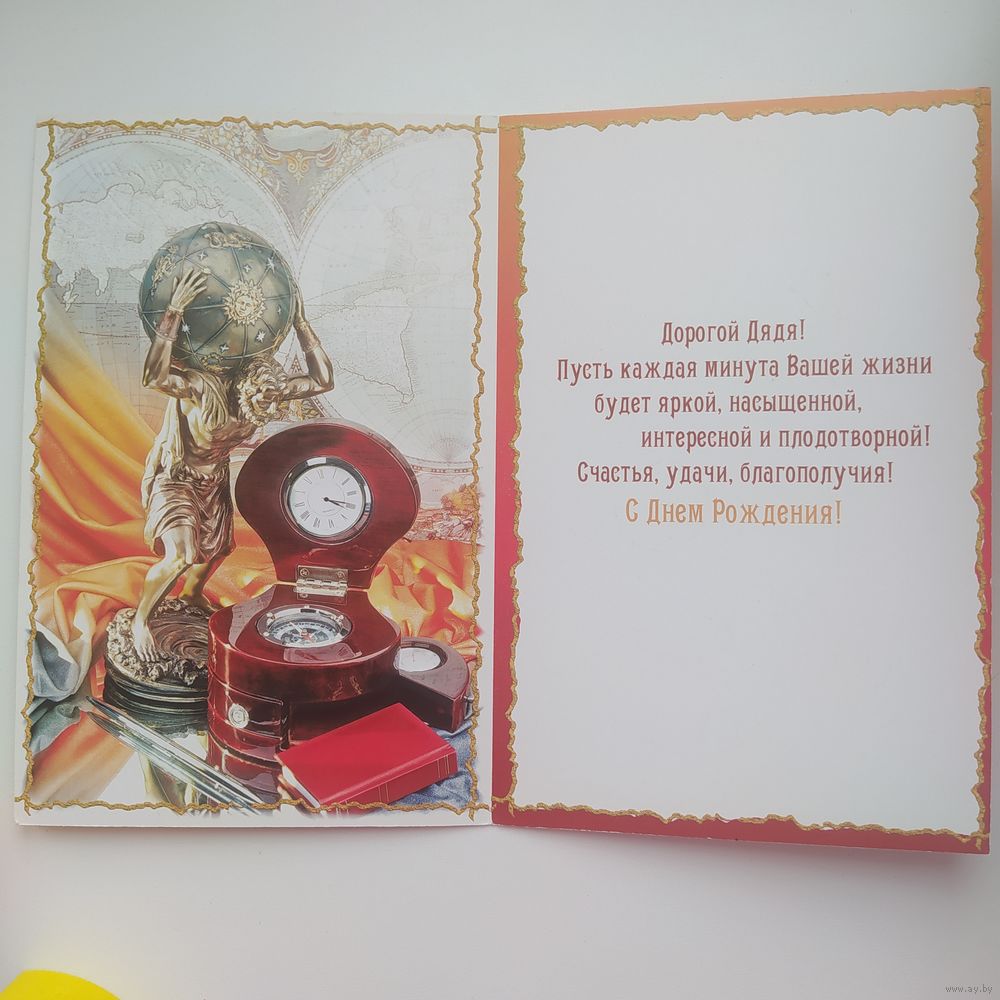 Дорогой Дядя!
Пусть каждая минута Вашей жизни
будет яркой, насыщенной,
интересной и плодотворной!
Счастья, удачи, благополучия!
С Днем Рождения!
www.ay.by